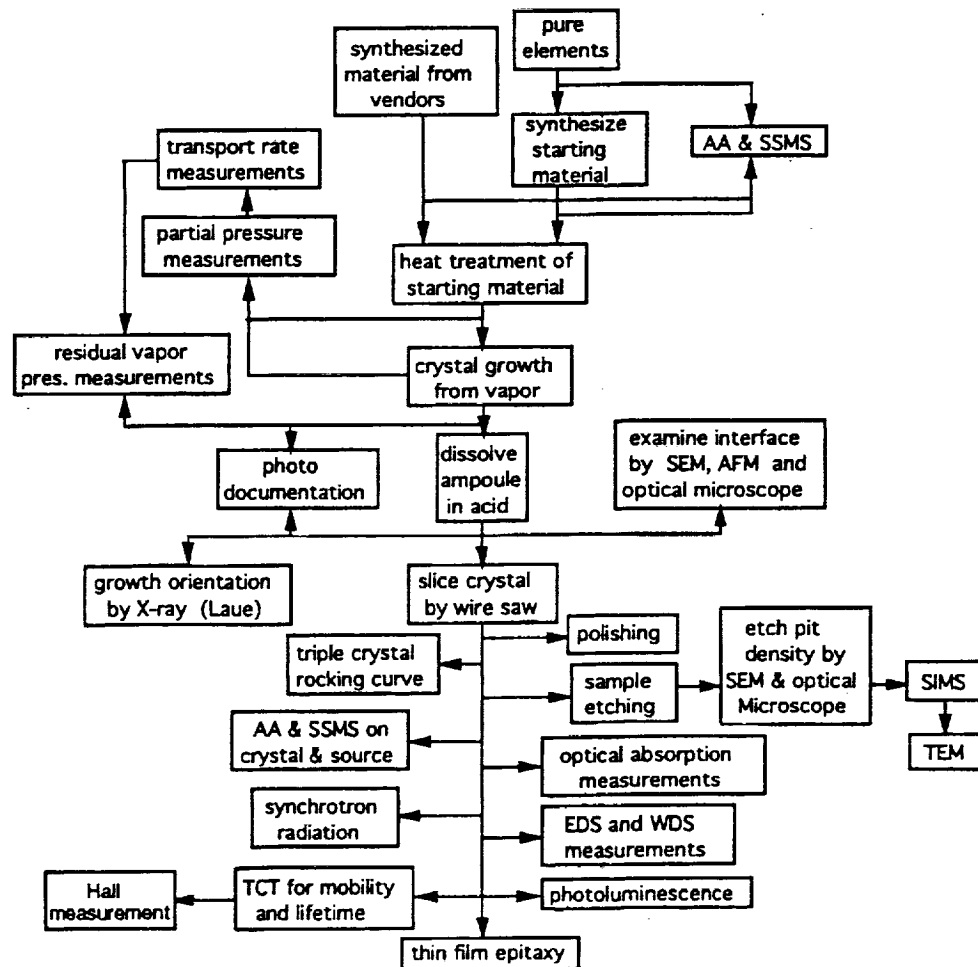 pure
elements
synthesized
material from
vendors
synthesize
starting
material
AA & SSMS
transport rate
measurements
partial pressure
measurements
heat treatment of
starting material
residual vapor
pres. measurements
crystal growth
from vapor
photo
documentation
dissolve
ampoule
in acid
examine interface
by SEM, AFM and
optical microscope
growth orientation
by X-ray (Laue)
slice crystal
by wire saw
polishing
triple crystal
rocking curve
sample
etching
etch pit
density by
SEM & optical
Microscope
SIMS
TEM
AA & SSMS on
crystal & source
optical absorption
measurements
synchrotron
radiation
EDS and WDS
measurements
Hall
measurement
TCT for mobility
and lifetime
photoluminescence
thin film epitaxy